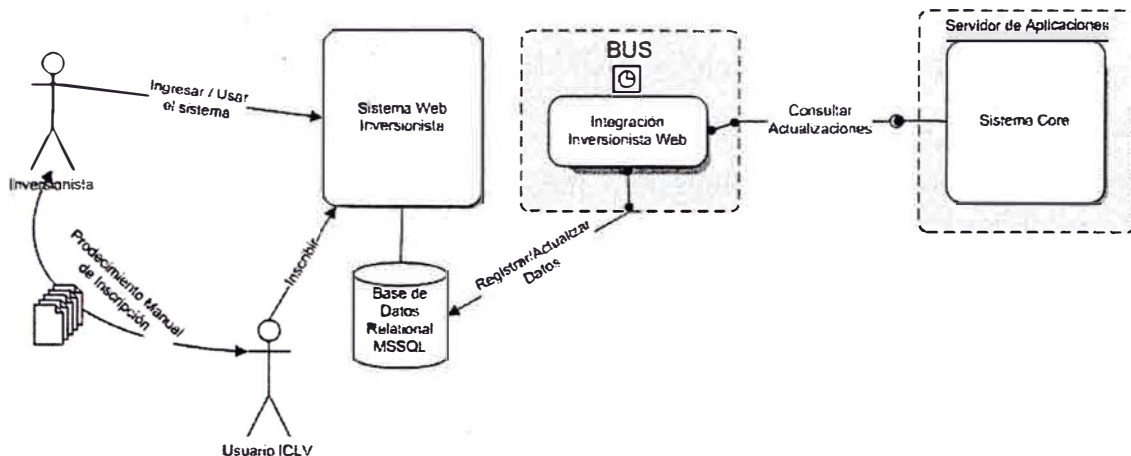 Servidor de Aplicaciones
BUS
Ingresar / Usar
el sistema
Sistema Web
Inversionista
Integración
Inversionista Web
Consultar
Actualizaciones
Sistema Core
Inversionista
Prodecimiento Manual
de Inscripción
Inscribir
Registrar/Actualizar
Datos
Base de
Datos
Relational
MSSQL
Usuario ICLV